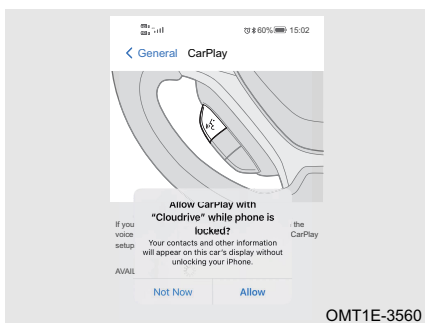 60% 15:02
General CarPlay
If you the
voice CarPlay
setup
Allow CarPlay with
"Cloudrive" while phone is
locked?
Your contacts and other information
will appear on this car's display without
unlocking your iPhone.
AVAIL
Not Now Allow
OMT1E-3560